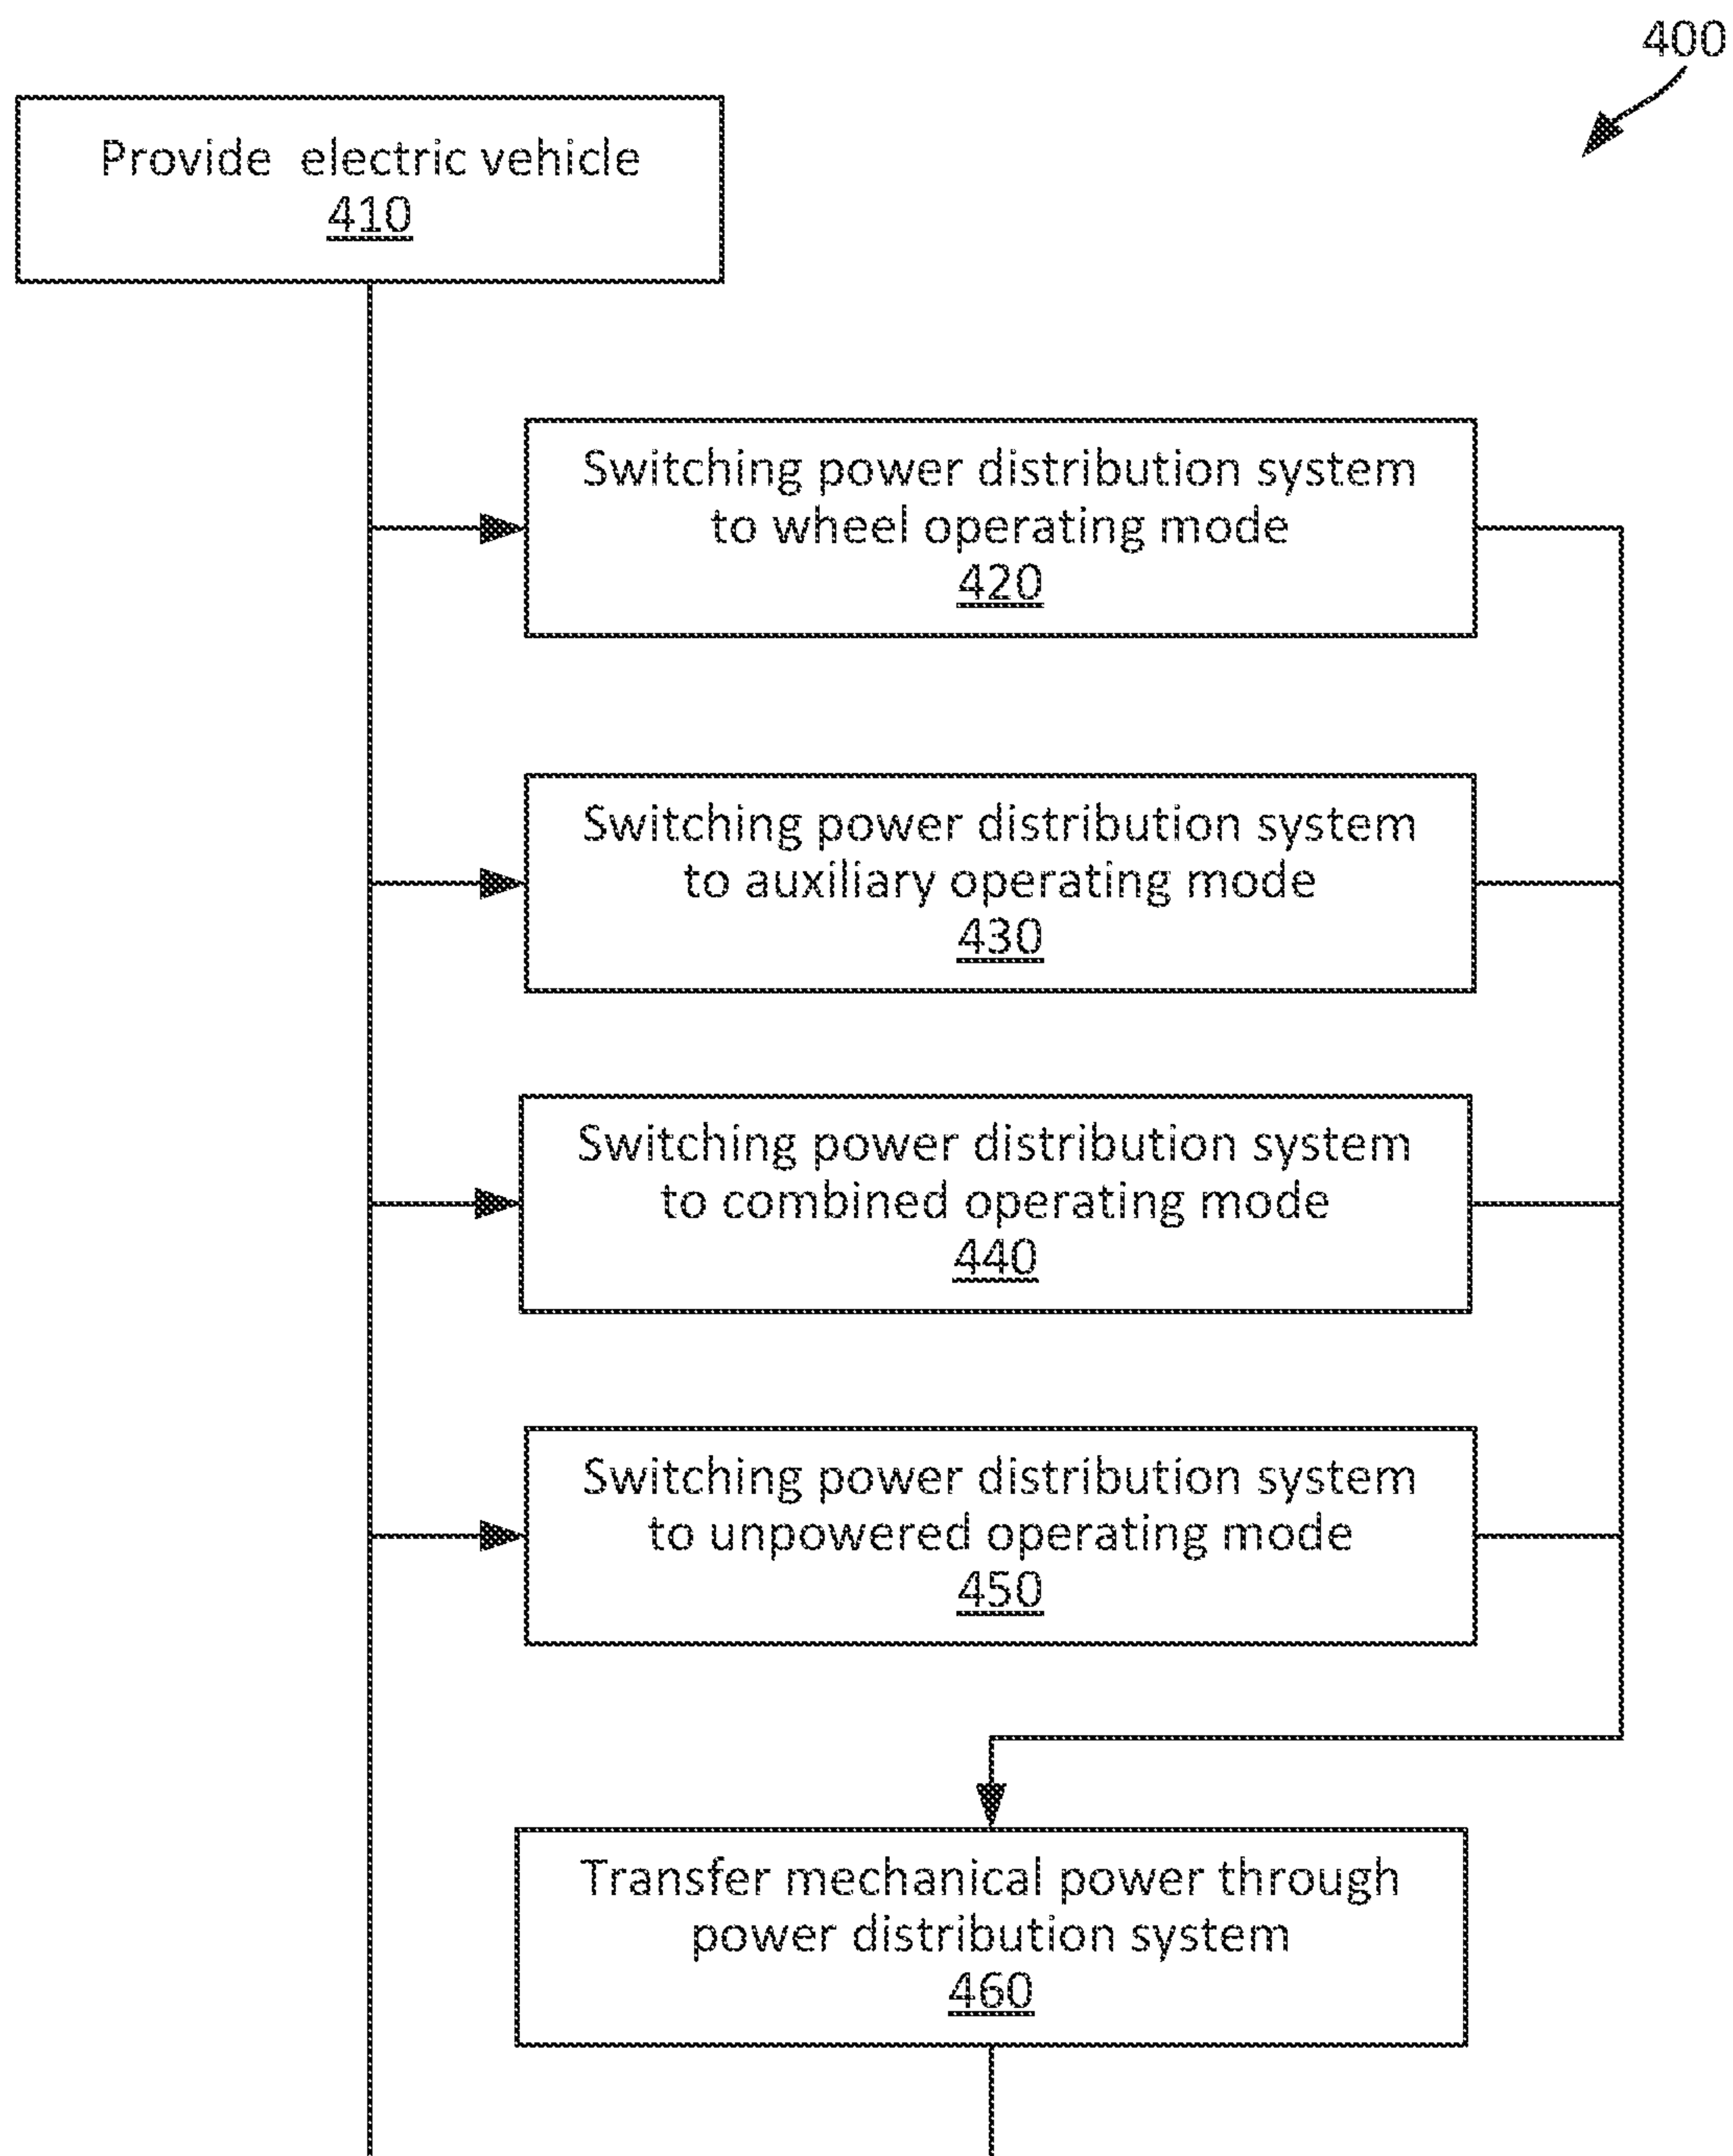 400
Provide electric vehicle
410
Switching power distribution system
to wheel operating mode
420
Switching power distribution system
to auxiliary operating mode
430
Switching power distribution system
to combined operating mode
440
Switching power distribution system
to unpowered operating mode
450
Transfer mechanical power through
power distribution system
460